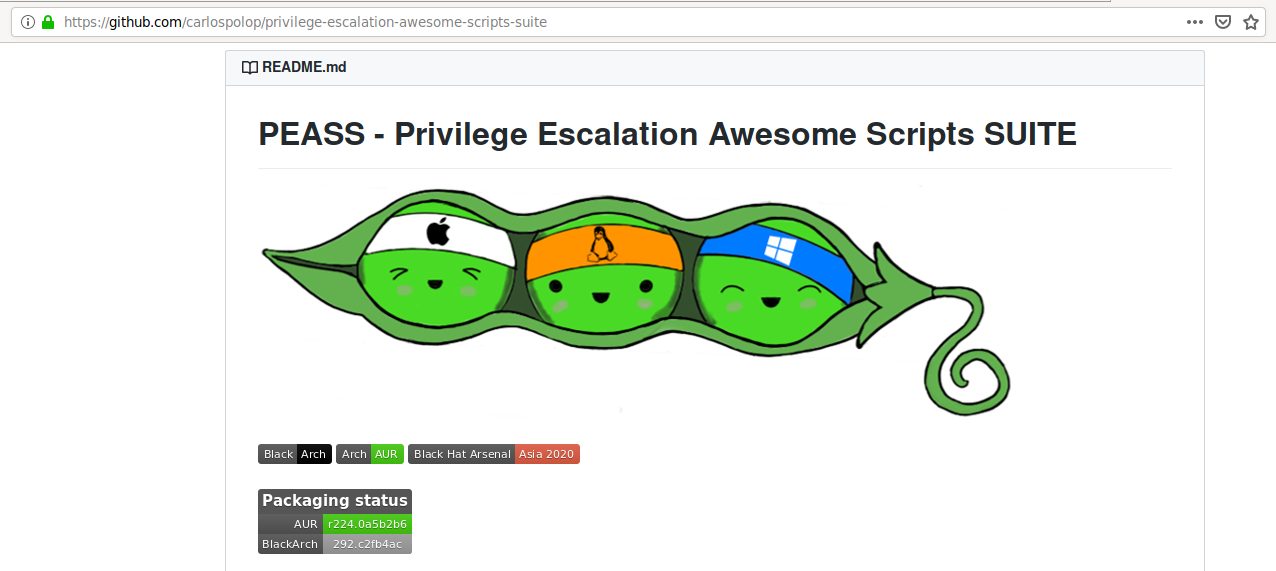 https://github.com/carlospolop/privilege-escalation-awesome-scripts-suite
README.md
PEASS - Privilege Escalation Awesome Scripts SUITE
Black Arch Arch AUR Black Hat Arsenal Asia 2020
Packaging status
AUR r224.0a5b2b6
BlackArch 292.c2fb4ac